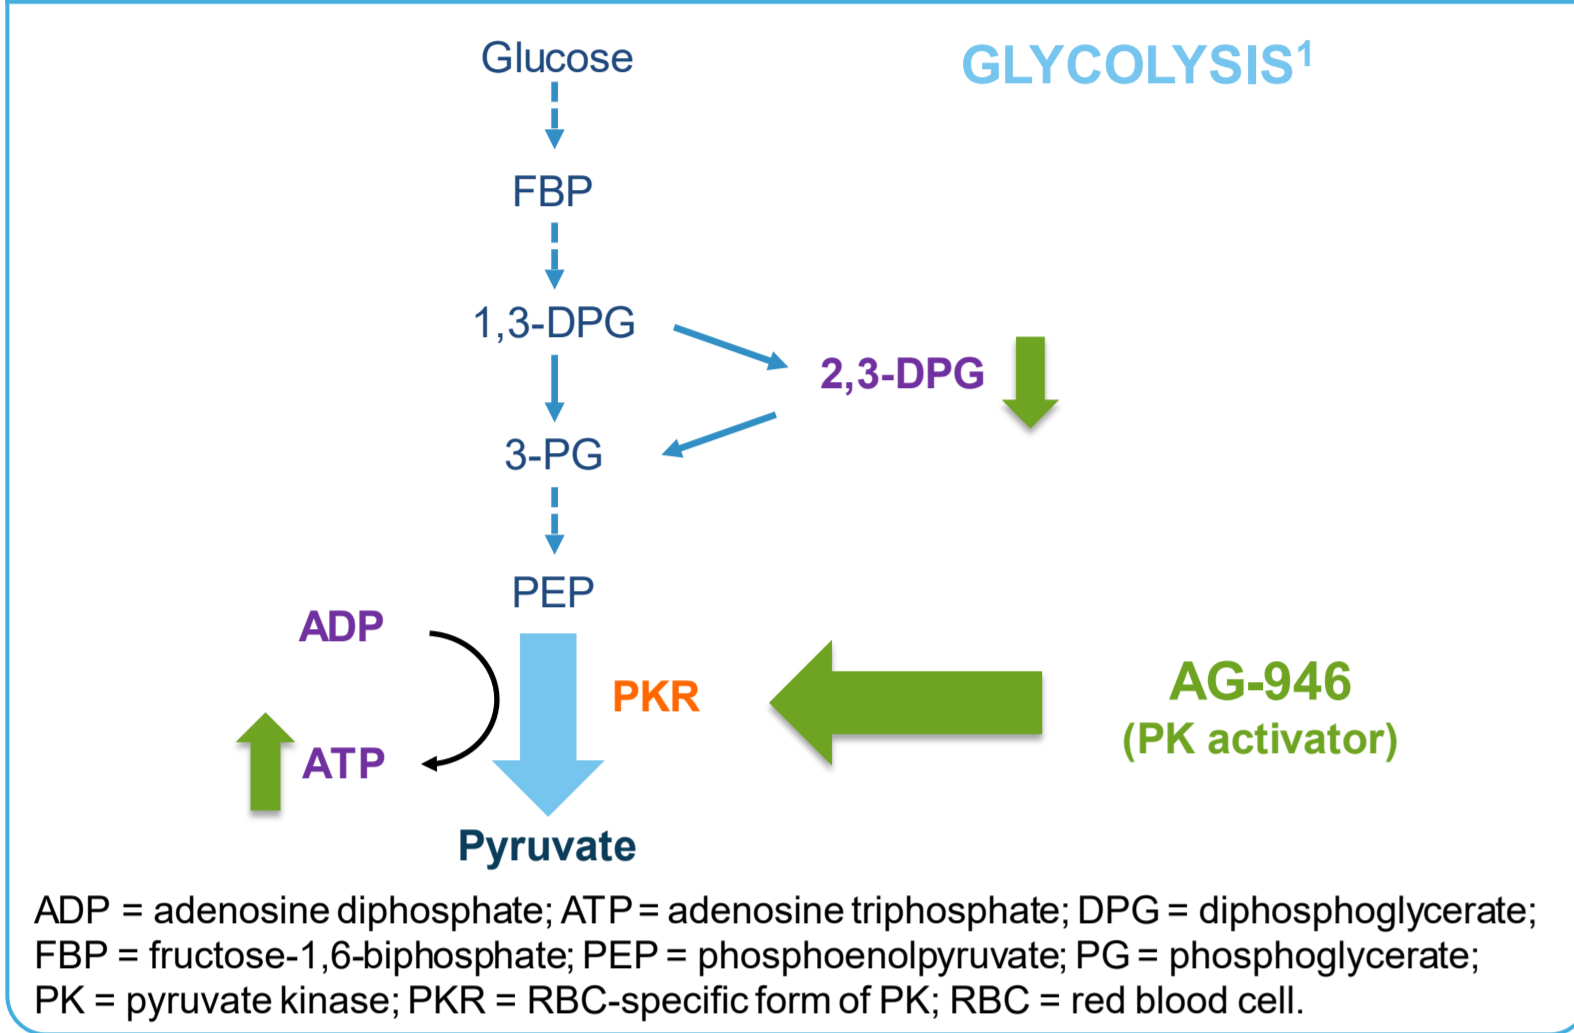 GLYCOLYSIS¹
Glucose
FBP
1,3-DPG
2,3-DPG
3-PG
PEP
ADP
PKR
AG-946
(PK activator)
ATP
Pyruvate
ADP = adenosine diphosphate; ATP = adenosine triphosphate; DPG = diphosphoglycerate;
FBP = fructose-1,6-biphosphate; PEP = phosphoenolpyruvate; PG = phosphoglycerate;
PK = pyruvate kinase; PKR = RBC-specific form of PK; RBC = red blood cell.